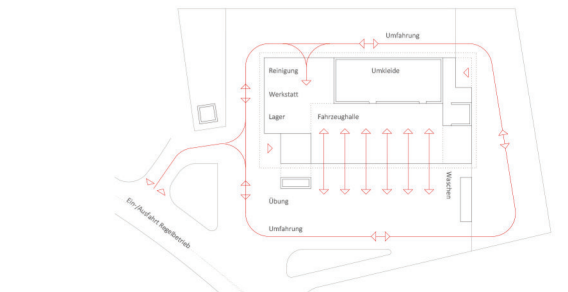 Umfahrung
Reinigung
Umkleide
Werkstatt
Lager
Fahrzeughalle
Waschen
Übung
Ein-/Ausfahrt Regelbetrieb
Umfahrung